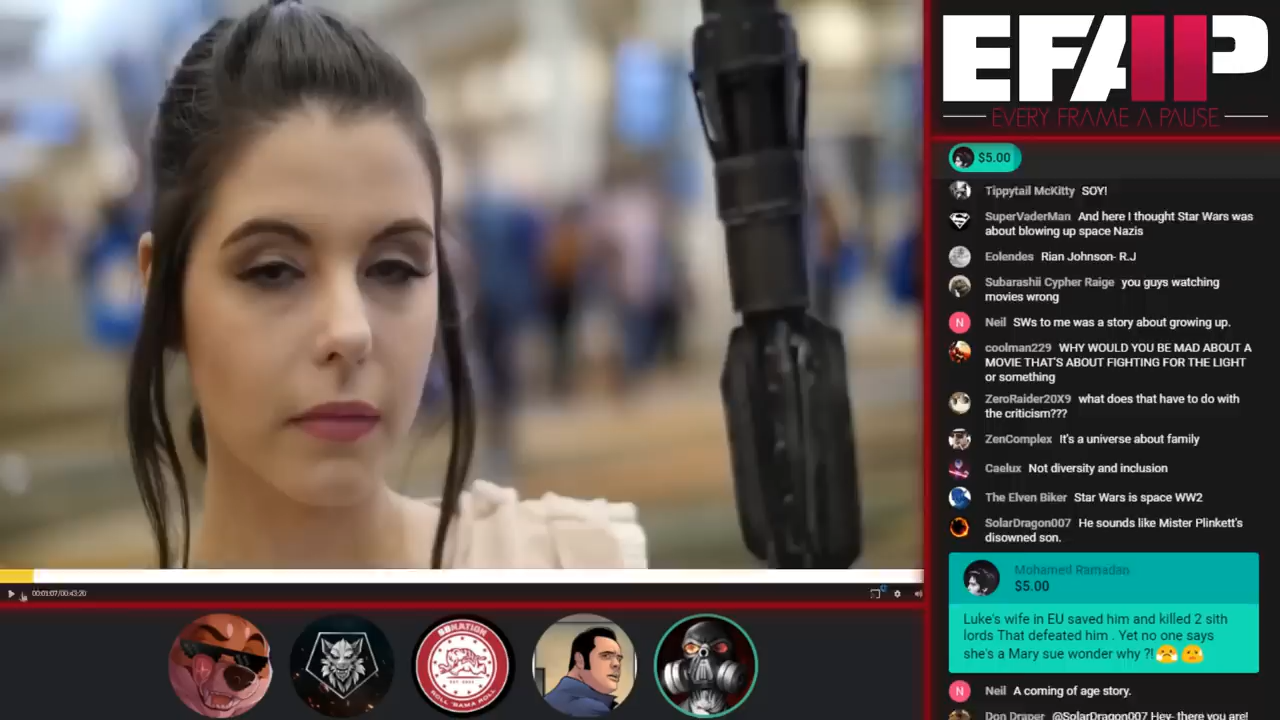 EFAP
EVERY FRAME A PAUSE
$5.00
Tippytail McKitty SOY!
SuperVaderMan And here I thought Star Wars was
about blowing up space Nazis
Eolendes Rian Johnson- R.J
Subarashii Cypher Raige you guys watching
movies wrong
N Neil SWs to me was a story about growing up.
coolman229 WHY WOULD YOU BE MAD ABOUT A
MOVIE THAT'S ABOUT FIGHTING FOR THE LIGHT
or something
ZeroRaider20X9 what does that have to do with
the criticism???
ZenComplex It's a universe about family
Caelux Not diversity and inclusion
The Elven Biker Star Wars is space WW2
SolarDragon007 He sounds like Mister Plinkett's
disowned son.
Mohamed Ramadan
$5.00
Luke's wife in EU saved him and killed 2 sith
lords That defeated him . Yet no one says
she's a Mary sue wonder why ?!😤🙁
N Neil A coming of age story.
Don Draper @SolarDragon007 Hey- there you are!
00:01:07/00:43:20
BBNATION
ROLL 'BAMA ROLL